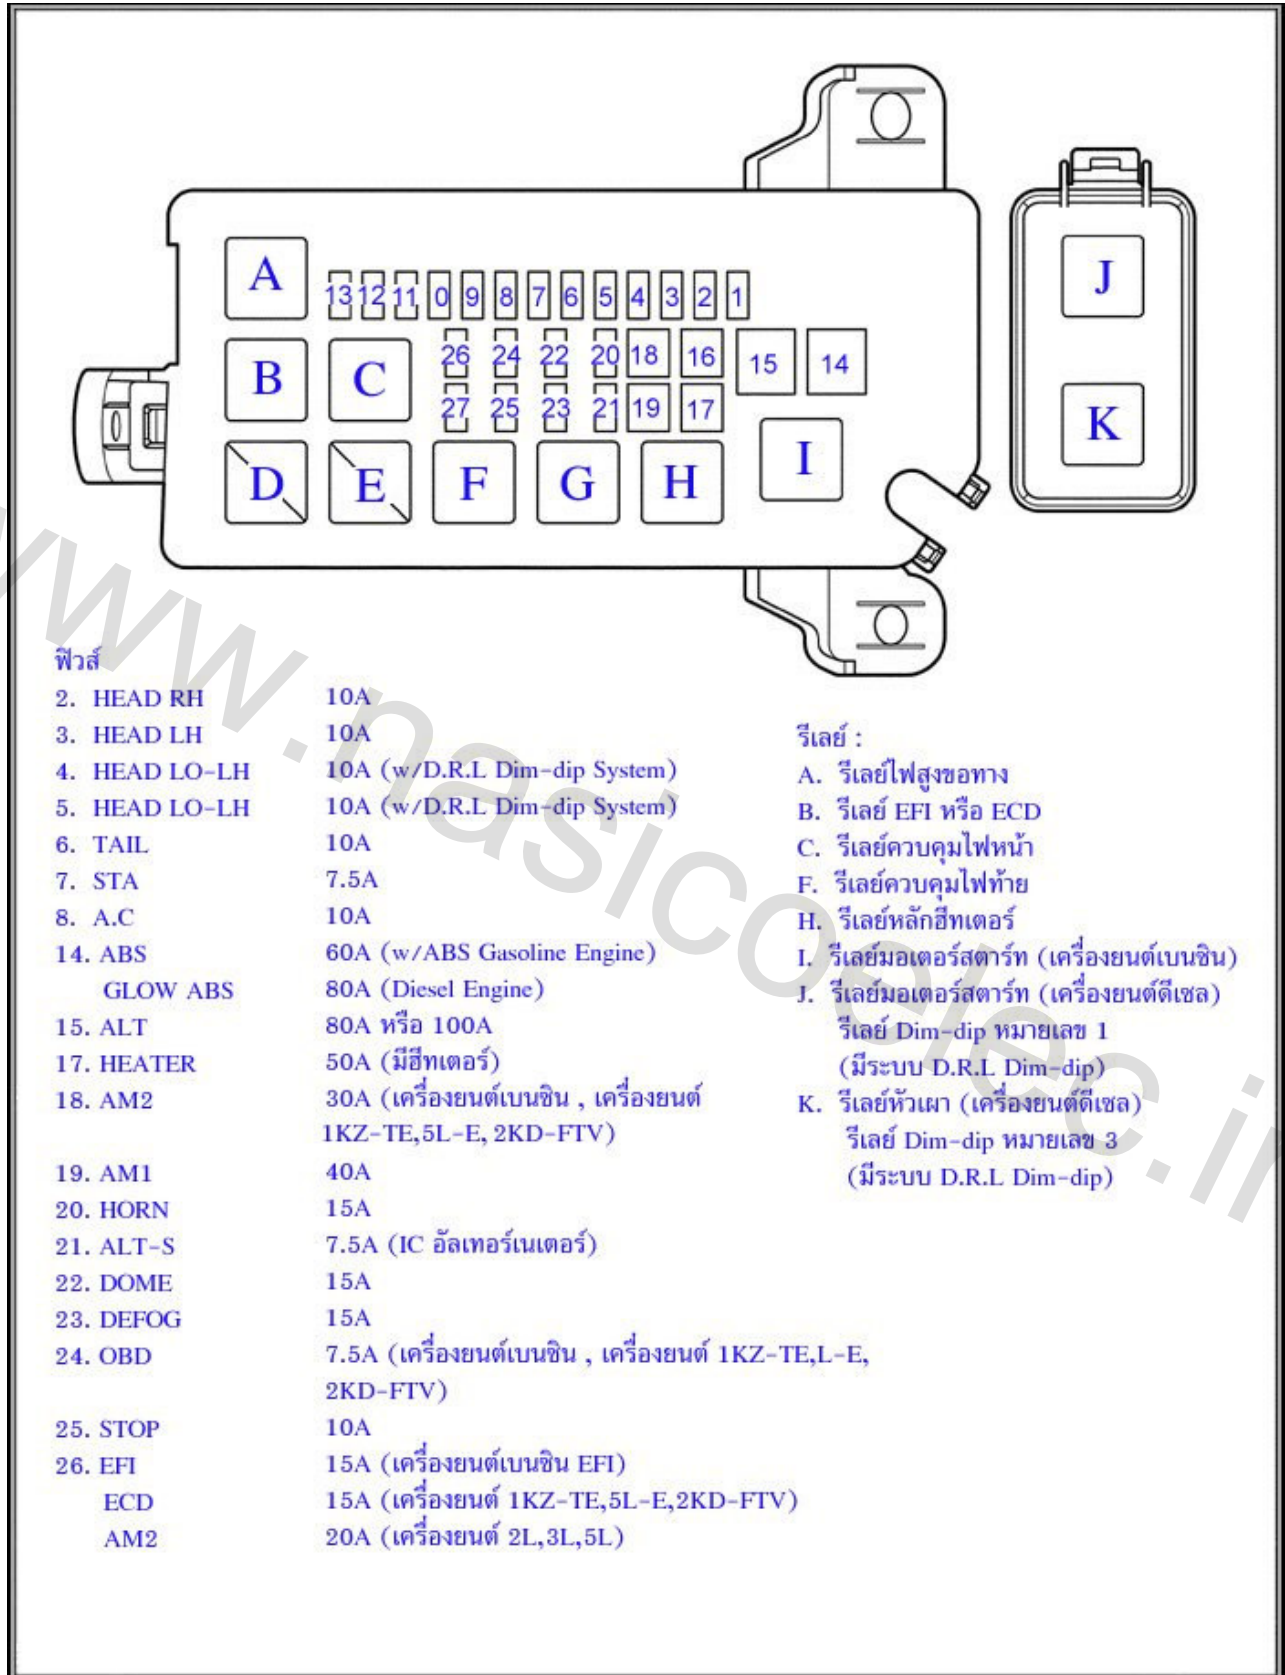 A
13 12 11 0 9 8 7 6 5 4 3 2 1
J
B C 26 24 22 20 18 16 15 14
27 25 23 21 19 17
K
D E F G H I
www.nasicoelec.ir
ฟิวส์
2. HEAD RH 10A
3. HEAD LH 10A
4. HEAD LO-LH 10A (w/D.R.L Dim-dip System)
5. HEAD LO-LH 10A (w/D.R.L Dim-dip System)
6. TAIL 10A
7. STA 7.5A
8. A.C 10A
14. ABS 60A (w/ABS Gasoline Engine)
GLOW ABS 80A (Diesel Engine)
15. ALT 80A หรือ 100A
17. HEATER 50A (มีฮีทเตอร์)
18. AM2 30A (เครื่องยนต์เบนซิน , เครื่องยนต์
1KZ-TE,5L-E, 2KD-FTV)
19. AM1 40A
20. HORN 15A
21. ALT-S 7.5A (IC อัลเทอร์เนเตอร์)
22. DOME 15A
23. DEFOG 15A
24. OBD 7.5A (เครื่องยนต์เบนซิน , เครื่องยนต์ 1KZ-TE,L-E,
2KD-FTV)
25. STOP 10A
26. EFI 15A (เครื่องยนต์เบนซิน EFI)
ECD 15A (เครื่องยนต์ 1KZ-TE,5L-E,2KD-FTV)
AM2 20A (เครื่องยนต์ 2L,3L,5L)
รีเลย์ :
A. รีเลย์ไฟสูงขอทาง
B. รีเลย์ EFI หรือ ECD
C. รีเลย์ควบคุมไฟหน้า
F. รีเลย์ควบคุมไฟท้าย
H. รีเลย์หลักฮีทเตอร์
I. รีเลย์มอเตอร์สตาร์ท (เครื่องยนต์เบนซิน)
J. รีเลย์มอเตอร์สตาร์ท (เครื่องยนต์ดีเซล)
รีเลย์ Dim-dip หมายเลข 1
(มีระบบ D.R.L Dim-dip)
K. รีเลย์หัวเผา (เครื่องยนต์ดีเซล)
รีเลย์ Dim-dip หมายเลข 3
(มีระบบ D.R.L Dim-dip)